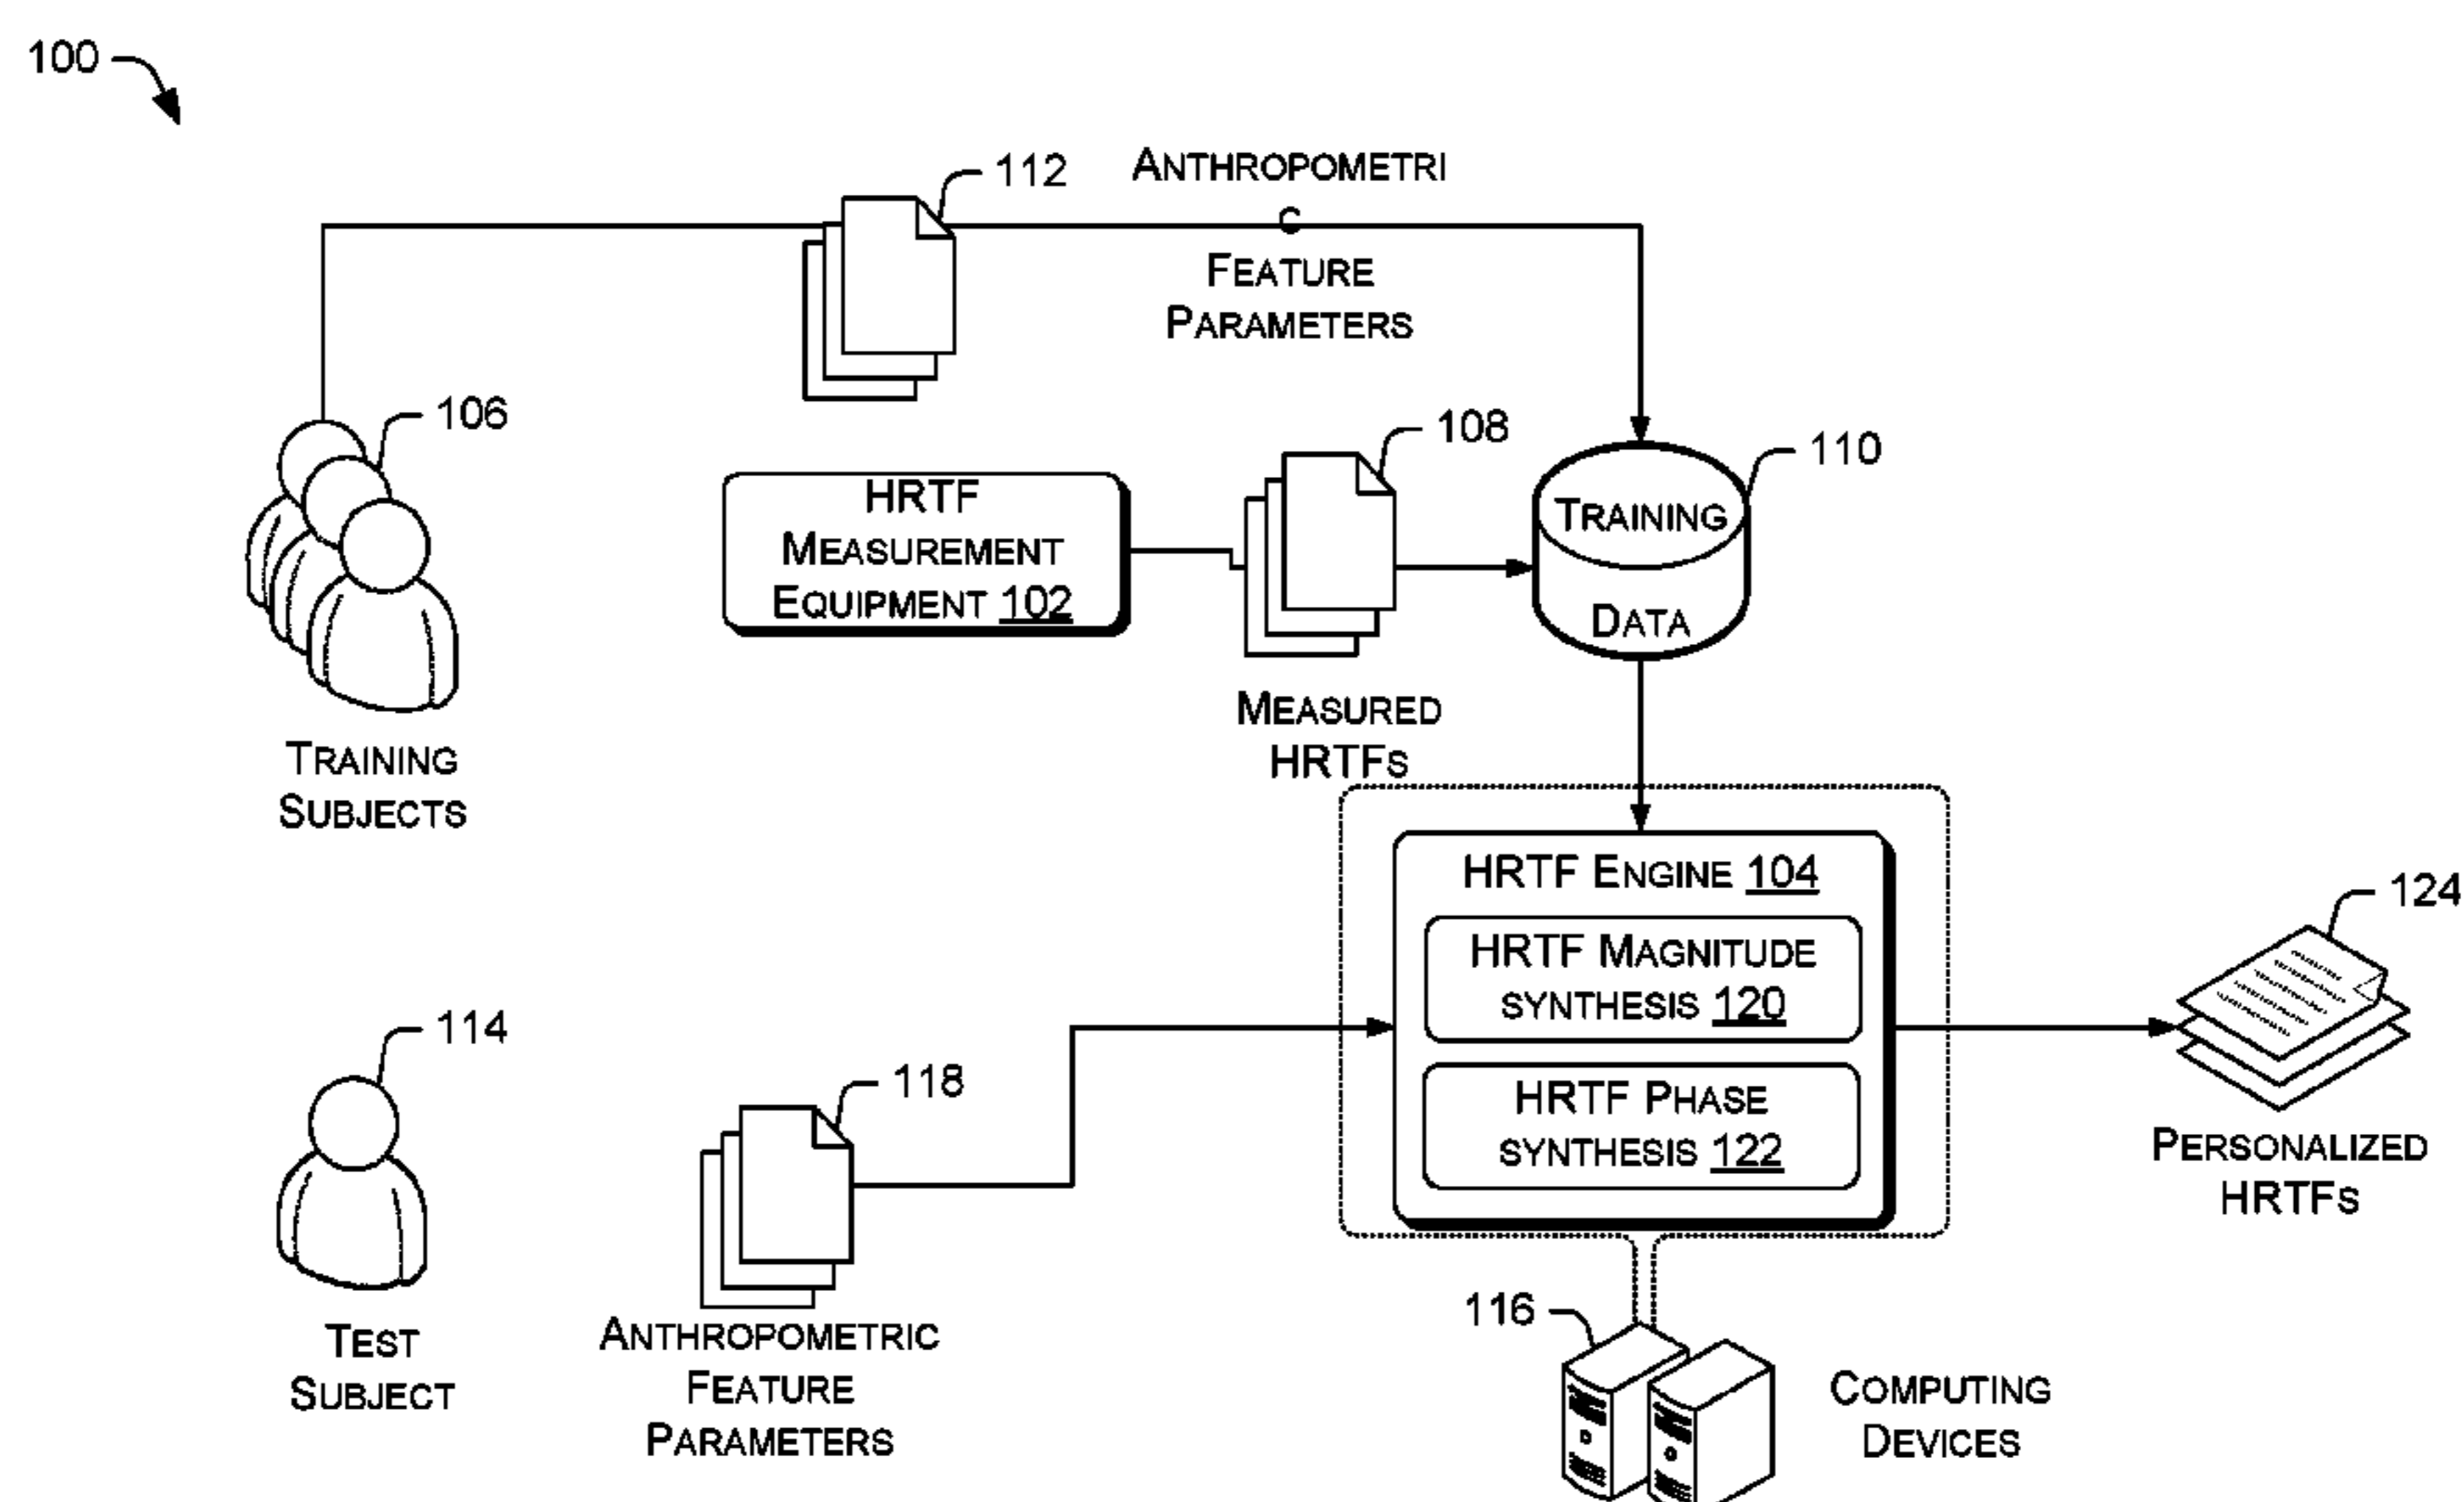 100
112
ANTHROPOMETRI
C
FEATURE
PARAMETERS
106
108
110
HRTF
MEASUREMENT
EQUIPMENT 102
TRAINING
DATA
MEASURED
HRTFS
TRAINING
SUBJECTS
HRTF ENGINE 104
HRTF MAGNITUDE
SYNTHESIS 120
HRTF PHASE
SYNTHESIS 122
124
PERSONALIZED
HRTFS
114
TEST
SUBJECT
118
ANTHROPOMETRIC
FEATURE
PARAMETERS
116
COMPUTING
DEVICES